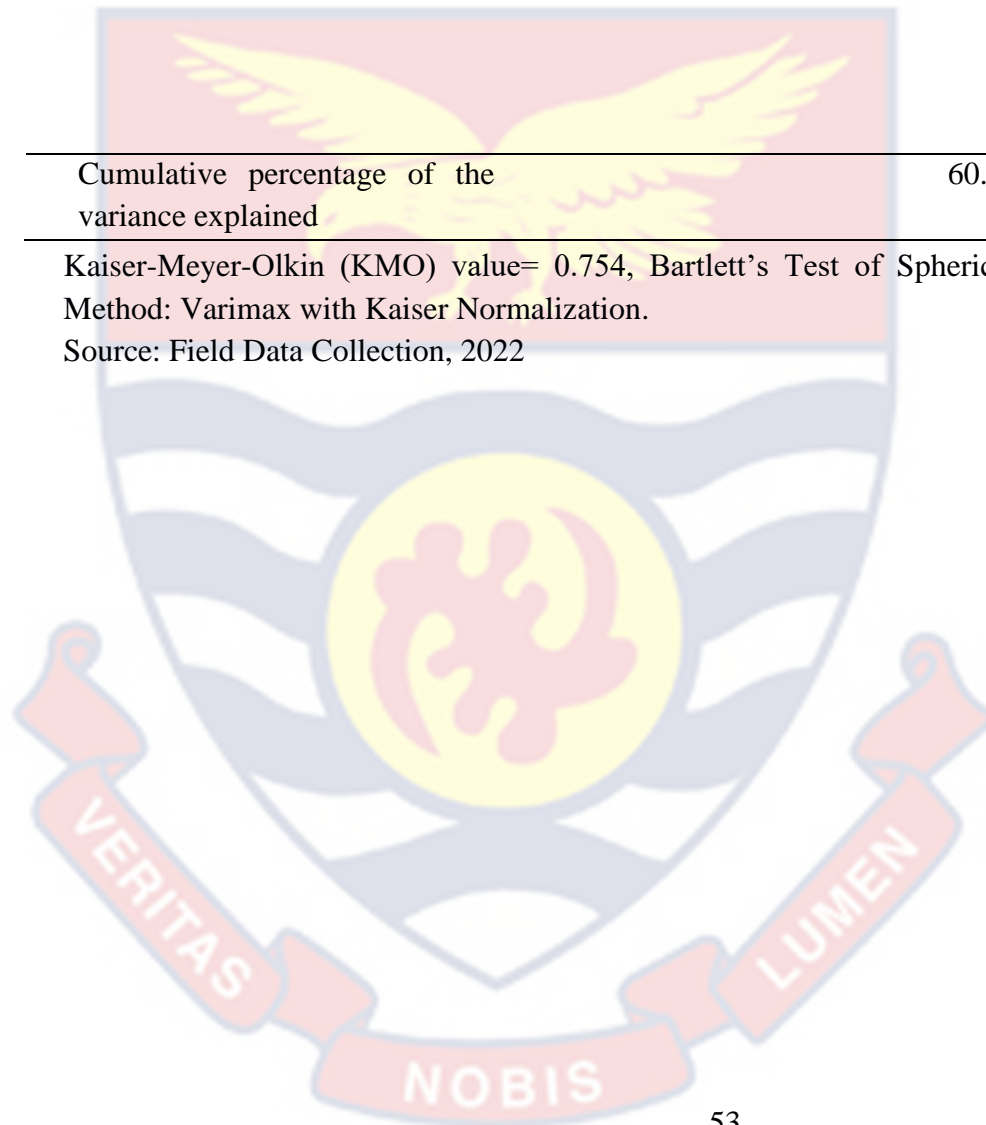 Cumulative percentage of the 60.
variance explained
Kaiser-Meyer-Olkin (KMO) value= 0.754, Bartlett's Test of
Method: Varimax with Kaiser Normalization.
Source: Field Data Collection, 2022
VERITAS
NOBIS
LUMEN
53